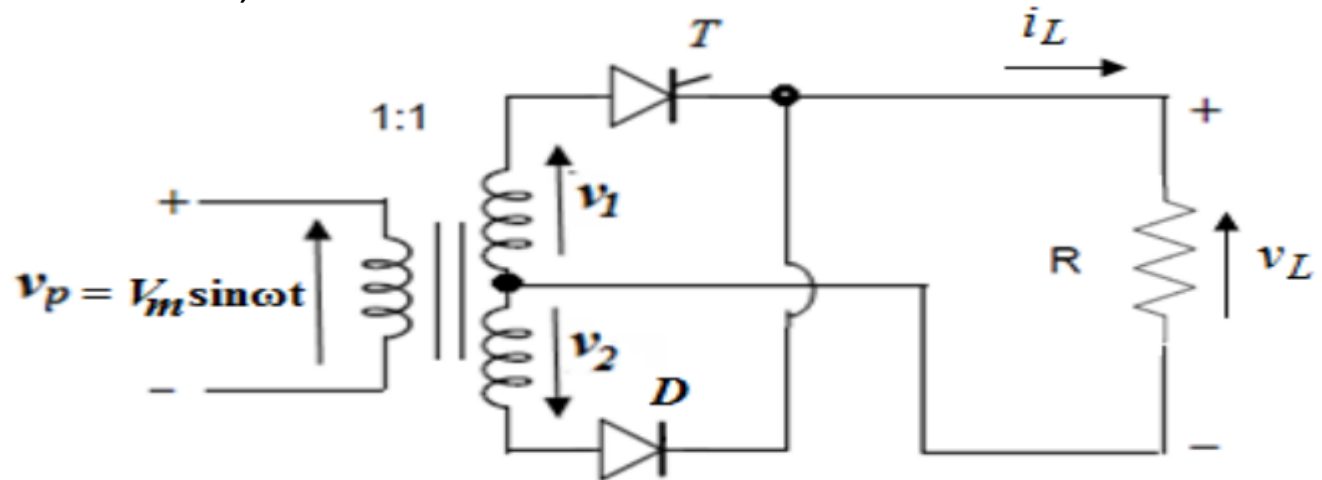 T
i_L
1:1
+
+
v_1
v_p = V_m sinωt
R
v_L
v_2
−
D
−